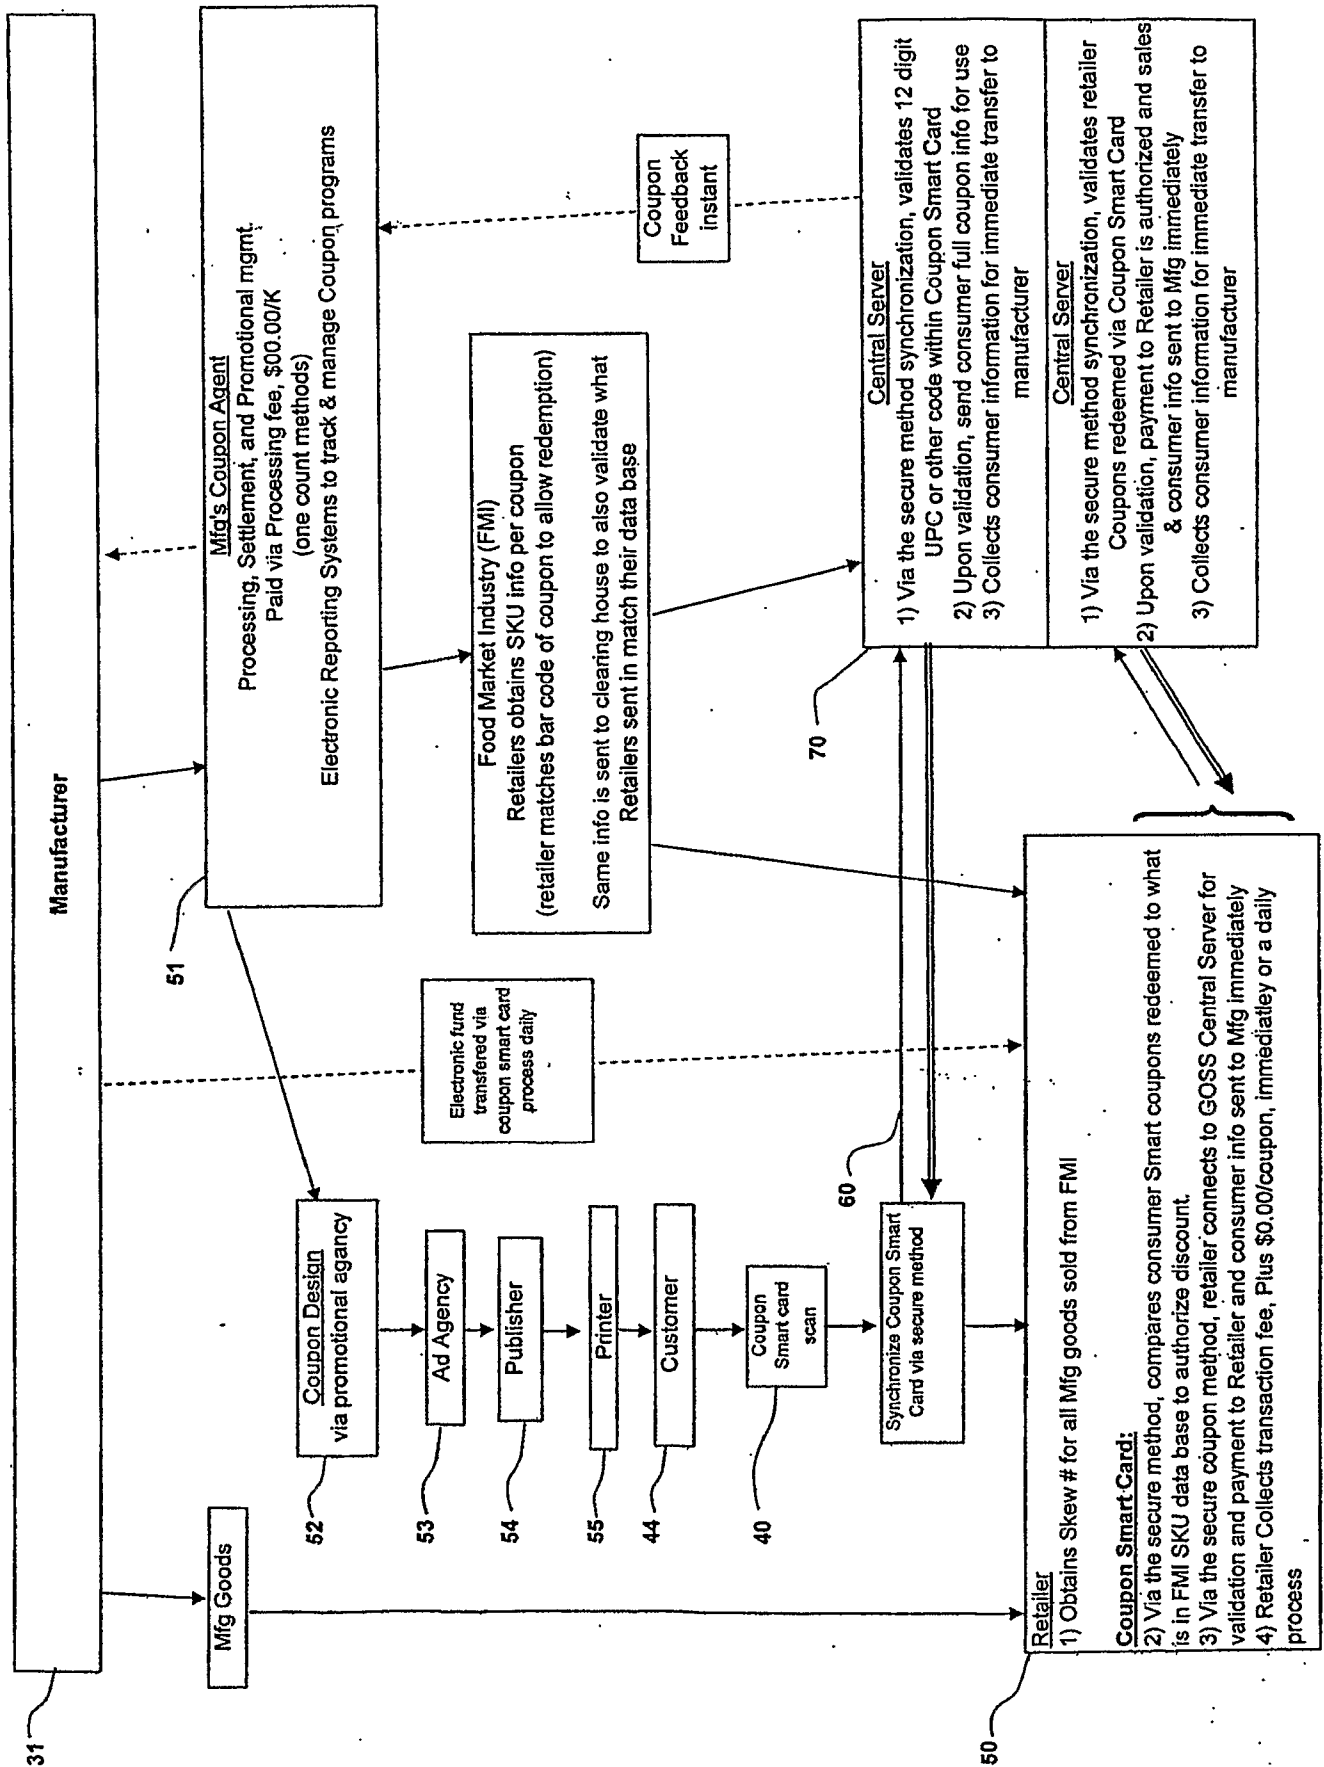 31
Manufacturer
51
Mfg's Coupon Agent
Processing, Settlement, and Promotional mgmt.
Paid via Processing fee, $00.00/K
(one count methods)
Electronic Reporting Systems to track & manage Coupon programs
Mfg Goods
52
Coupon Design
via promotional agancy
53
Ad Agency
54
Publisher
55
Printer
44
Customer
40
Coupon
Smart card
scan
Synchronize Coupon Smart
Card via secure method
60
Electronic fund
transfered via
coupon smart card
process daily
Food Market Industry (FMI)
Retailers obtains SKU info per coupon
(retailer matches bar code of coupon to allow redemption)
Same info is sent to clearing house to also validate what
Retailers sent in match their data base
Coupon
Feedback
instant
70
Central Server
1) Via the secure method synchronization, validates 12 digit
UPC or other code within Coupon Smart Card
2) Upon validation, send consumer full coupon info for use
3) Collects consumer information for immediate transfer to
manufacturer
Central Server
1) Via the secure method synchronization, validates retailer
Coupons redeemed via Coupon Smart Card
2) Upon validation, payment to Retailer is authorized and sales
& consumer info sent to Mfg immediately
3) Collects consumer information for immediate transfer to
manufacturer
50
Retailer
1) Obtains Skew # for all Mfg goods sold from FMI
Coupon Smart Card:
2) Via the secure method, compares consumer Smart coupons redeemed to what
is in FMI SKU data base to authorize discount.
3) Via the secure coupon method, retailer connects to GOSS Central Server for
validation and payment to Retailer and consumer info sent to Mfg immediately
4) Retailer Collects transaction fee, Plus $0.00/coupon, immediatley or a daily
process